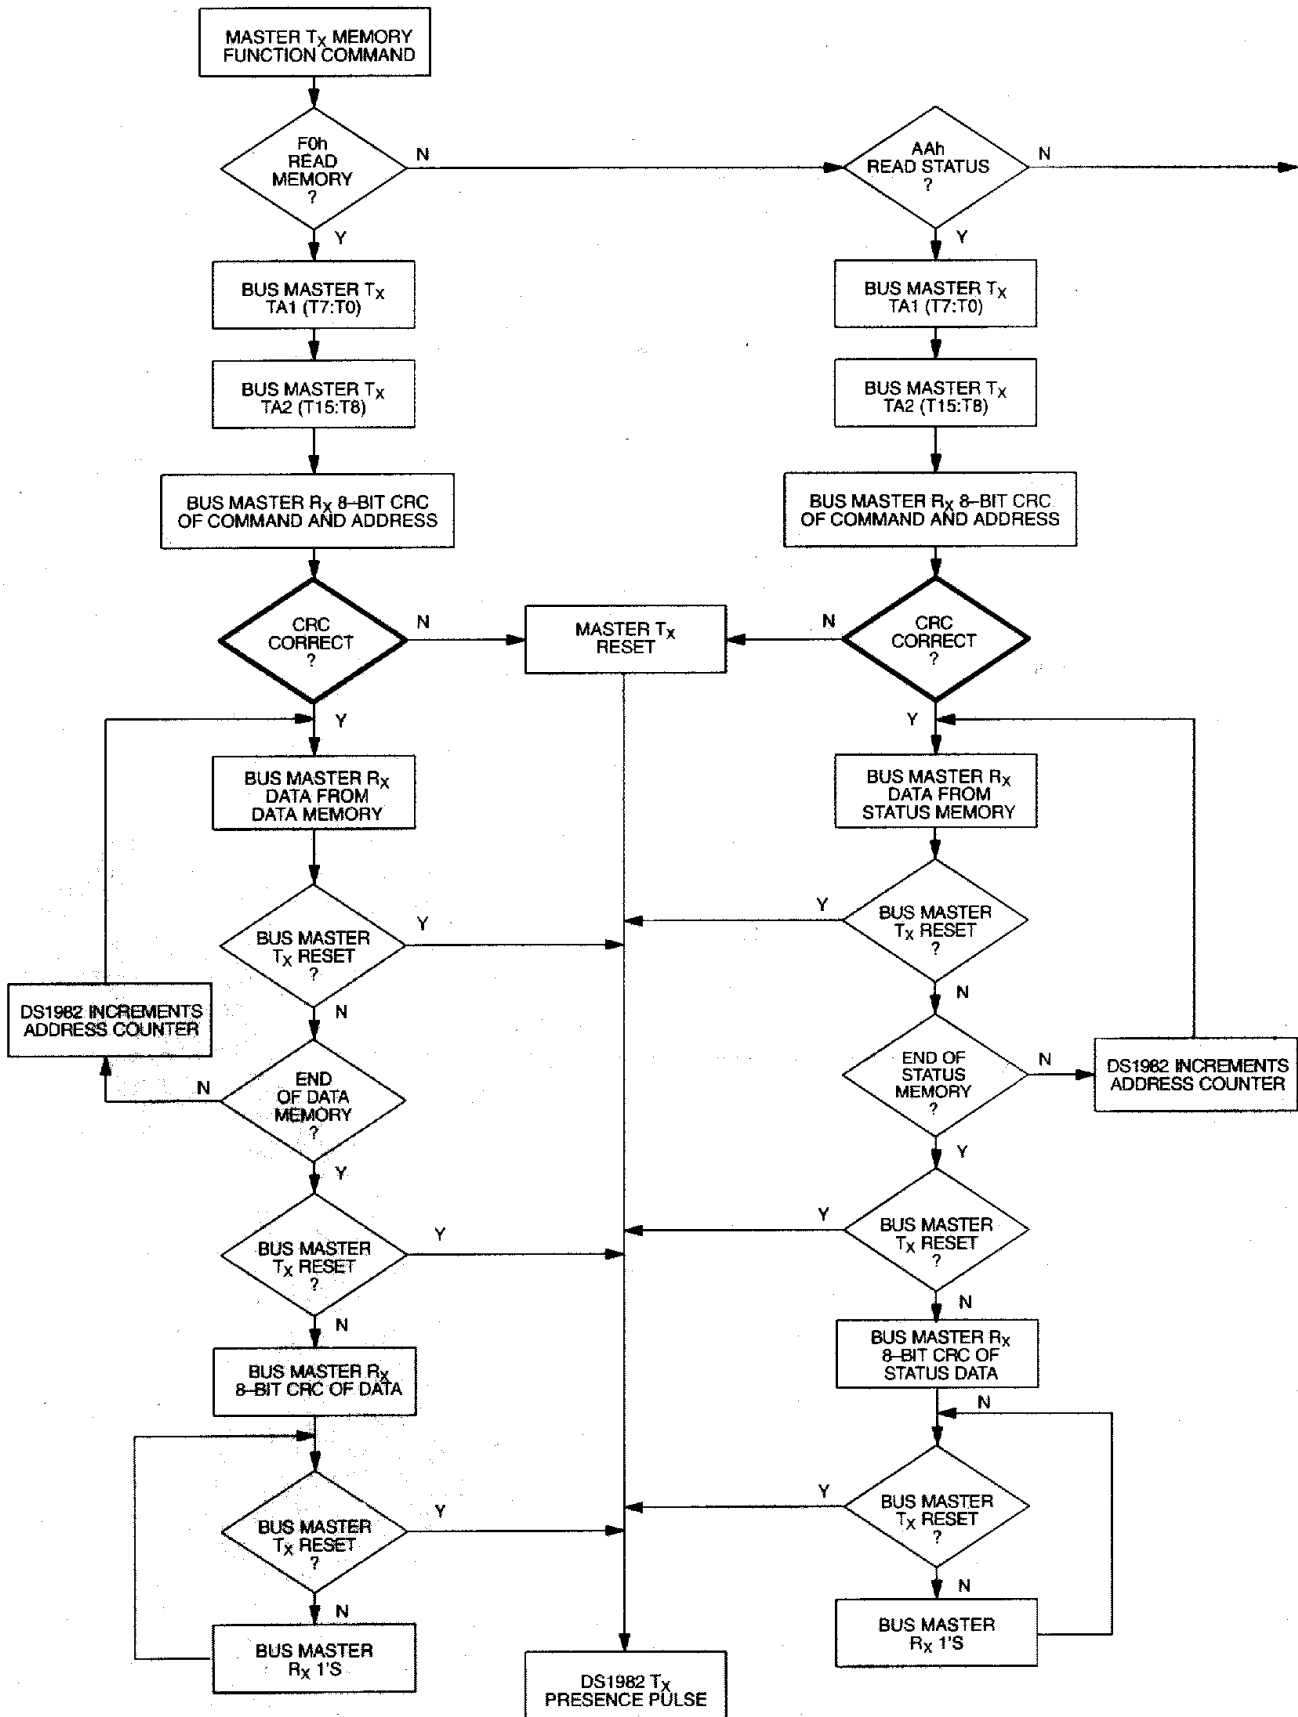 MASTER TX MEMORY
FUNCTION COMMAND
F0h
READ
MEMORY
?
N
Y
AAh
READ STATUS
?
N
Y
BUS MASTER TX
TA1 (T7:T0)
BUS MASTER TX
TA1 (T7:T0)
BUS MASTER TX
TA2 (T15:T8)
BUS MASTER TX
TA2 (T15:T8)
BUS MASTER RX 8–BIT CRC
OF COMMAND AND ADDRESS
BUS MASTER RX 8–BIT CRC
OF COMMAND AND ADDRESS
CRC
CORRECT
?
N
Y
MASTER TX
RESET
N
CRC
CORRECT
?
Y
BUS MASTER RX
DATA FROM
DATA MEMORY
BUS MASTER RX
DATA FROM
STATUS MEMORY
BUS MASTER
TX RESET
?
Y
N
Y
BUS MASTER
TX RESET
?
N
DS1982 INCREMENTS
ADDRESS COUNTER
N
END
OF DATA
MEMORY
?
Y
END OF
STATUS
MEMORY
?
N
Y
DS1982 INCREMENTS
ADDRESS COUNTER
BUS MASTER
TX RESET
?
Y
N
Y
BUS MASTER
TX RESET
?
N
BUS MASTER RX
8–BIT CRC OF DATA
BUS MASTER RX
8–BIT CRC OF
STATUS DATA
N
BUS MASTER
TX RESET
?
Y
N
Y
BUS MASTER
TX RESET
?
N
BUS MASTER
RX 1'S
BUS MASTER
RX 1'S
DS1982 TX
PRESENCE PULSE